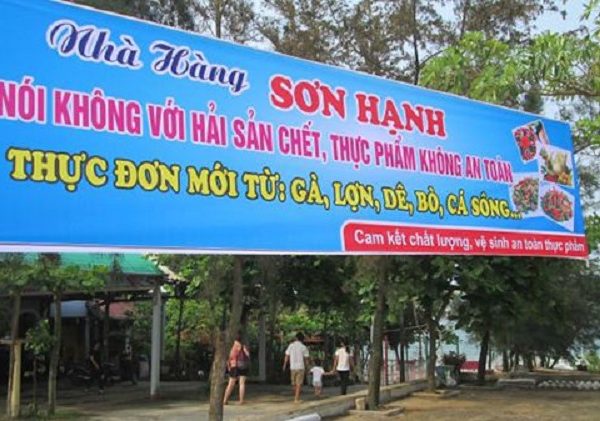 Nhà Hàng SƠN HẠNH
NÓI KHÔNG VỚI HẢI SẢN CHẾT, THỰC PHẨM KHÔNG AN TOÀN
THỰC ĐƠN MỚI TỪ: GÀ, LỢN, DÊ, BÒ, CÁ SÔNG...
Cam kết chất lượng, vệ sinh an toàn thực phẩm